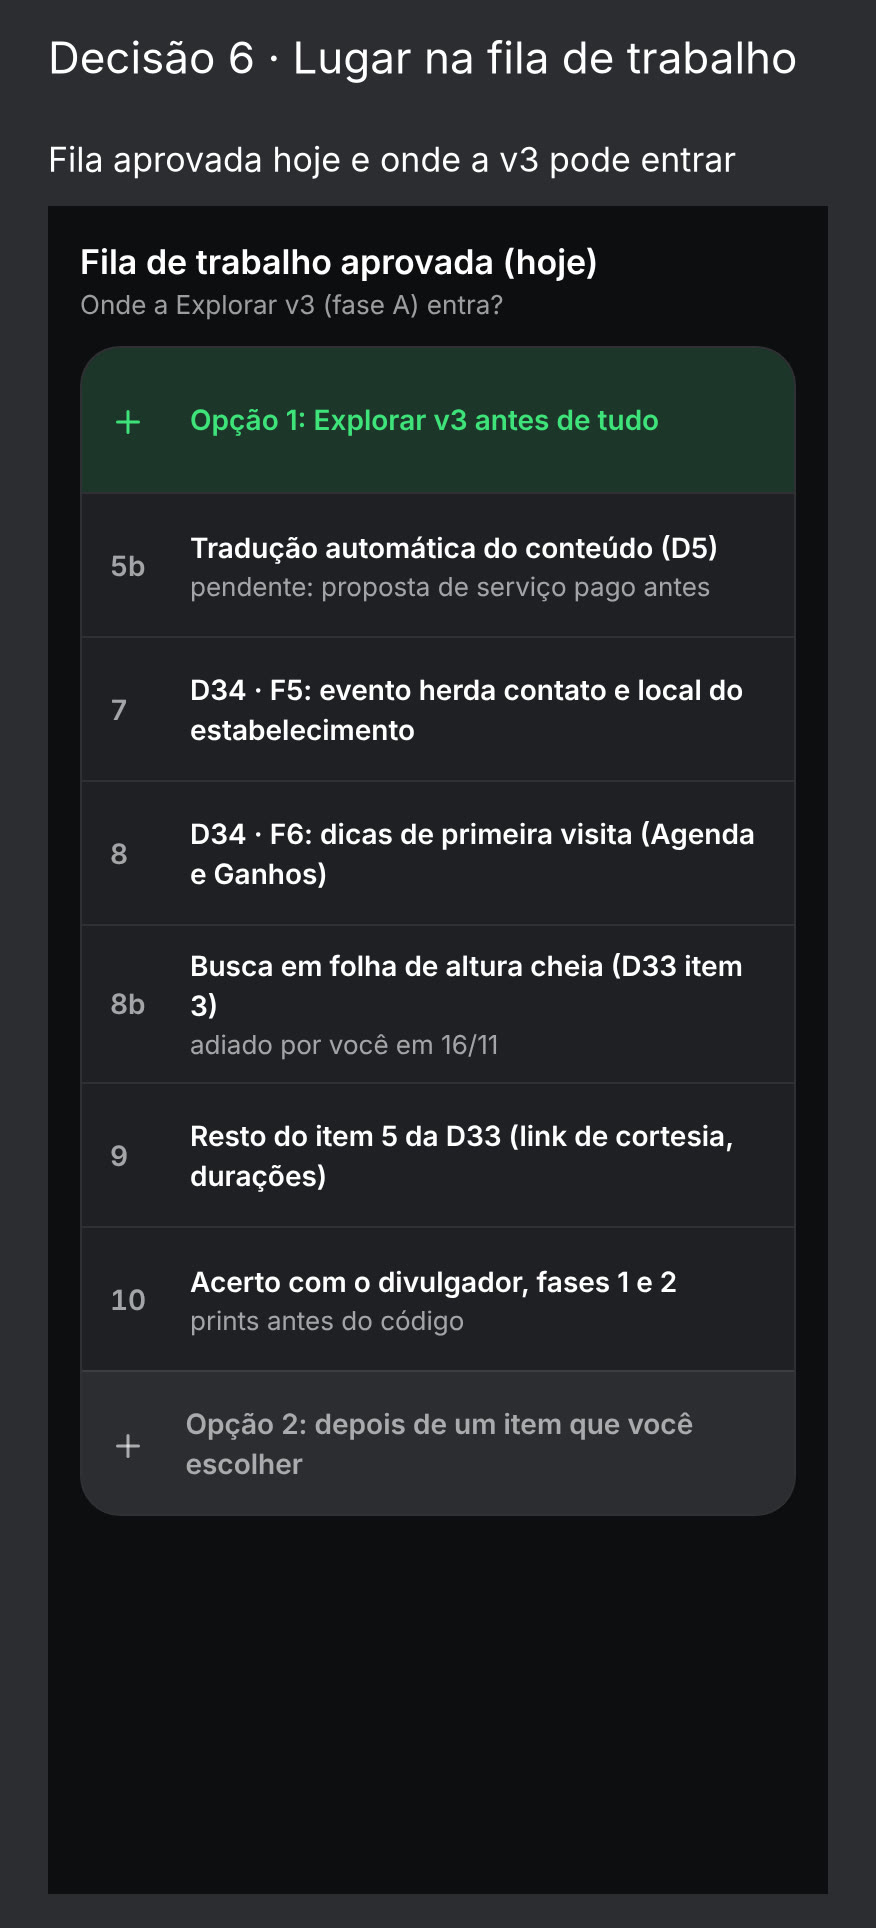 Decisão 6 · Lugar na fila de trabalho
Fila aprovada hoje e onde a v3 pode entrar
Fila de trabalho aprovada (hoje)
Onde a Explorar v3 (fase A) entra?
+ Opção 1: Explorar v3 antes de tudo
5b Tradução automática do conteúdo (D5)
pendente: proposta de serviço pago antes
7 D34 · F5: evento herda contato e local do
estabelecimento
8 D34 · F6: dicas de primeira visita (Agenda
e Ganhos)
8b Busca em folha de altura cheia (D33 item
3)
adiado por você em 16/11
9 Resto do item 5 da D33 (link de cortesia,
durações)
10 Acerto com o divulgador, fases 1 e 2
prints antes do código
+ Opção 2: depois de um item que você
escolher